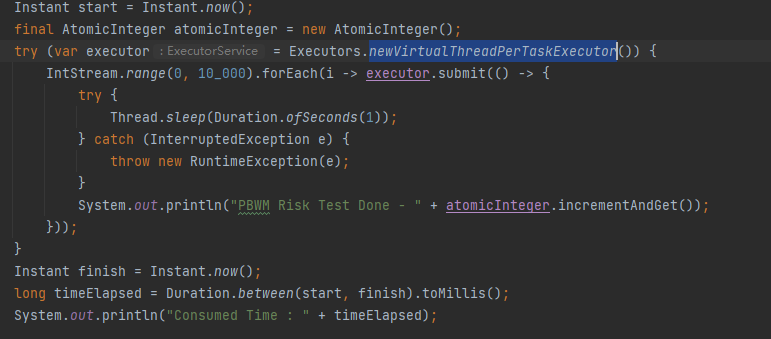 Instant start = Instant.now();
final AtomicInteger atomicInteger = new AtomicInteger();
try (var executor : ExecutorService = Executors.newVirtualThreadPerTaskExecutor()) {
    IntStream.range(0, 10_000).forEach(i -> executor.submit(() -> {
        try {
            Thread.sleep(Duration.ofSeconds(1));
        } catch (InterruptedException e) {
            throw new RuntimeException(e);
        }
        System.out.println("PBWM Risk Test Done - " + atomicInteger.incrementAndGet());
    }));
}
Instant finish = Instant.now();
long timeElapsed = Duration.between(start, finish).toMillis();
System.out.println("Consumed Time : " + timeElapsed);